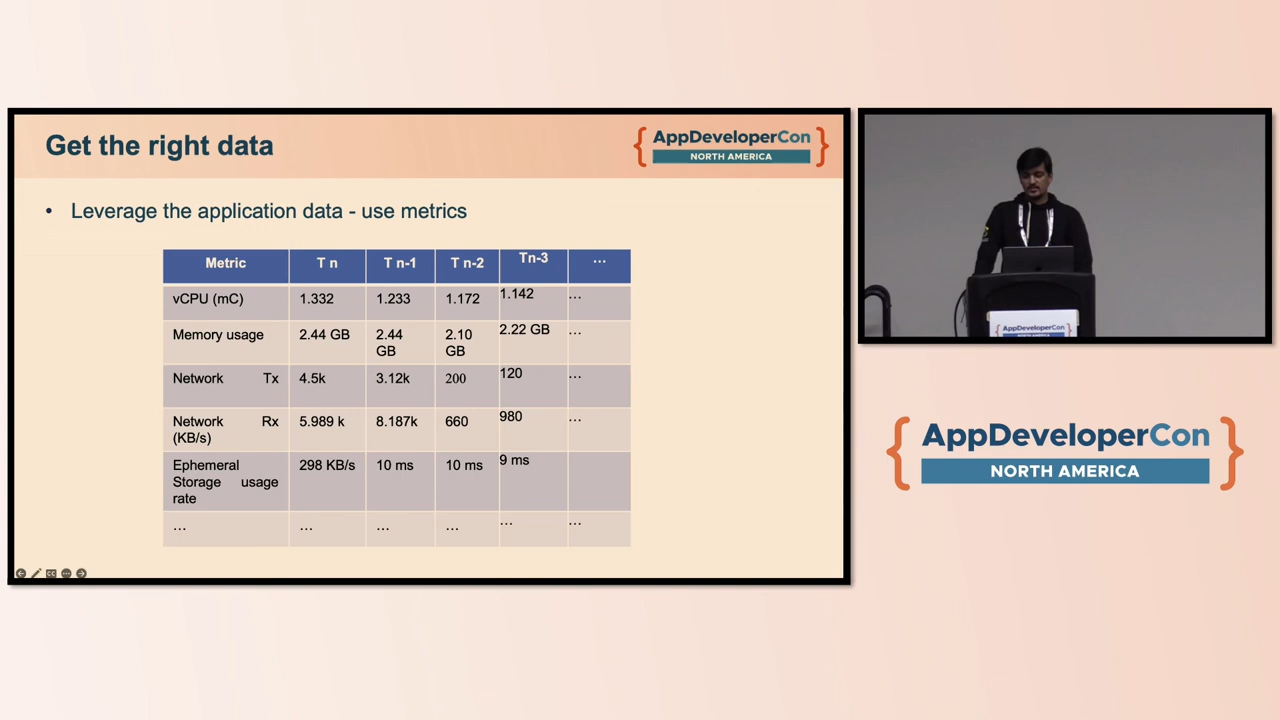 Get the right data
AppDeveloperCon
NORTH AMERICA
• Leverage the application data - use metrics
Metric T n T n-1 T n-2 Tn-3 ...
vCPU (mC) 1.332 1.233 1.172 1.142 ...
Memory usage 2.44 GB 2.44 GB 2.10 GB 2.22 GB ...
Network Tx 4.5k 3.12k 200 120 ...
Network Rx (KB/s) 5.989 k 8.187k 660 980 ...
Ephemeral Storage usage rate 298 KB/s 10 ms 10 ms 9 ms
... ... ... ... ... ...
AppDeveloperCon
AppDeveloperCon
NORTH AMERICA